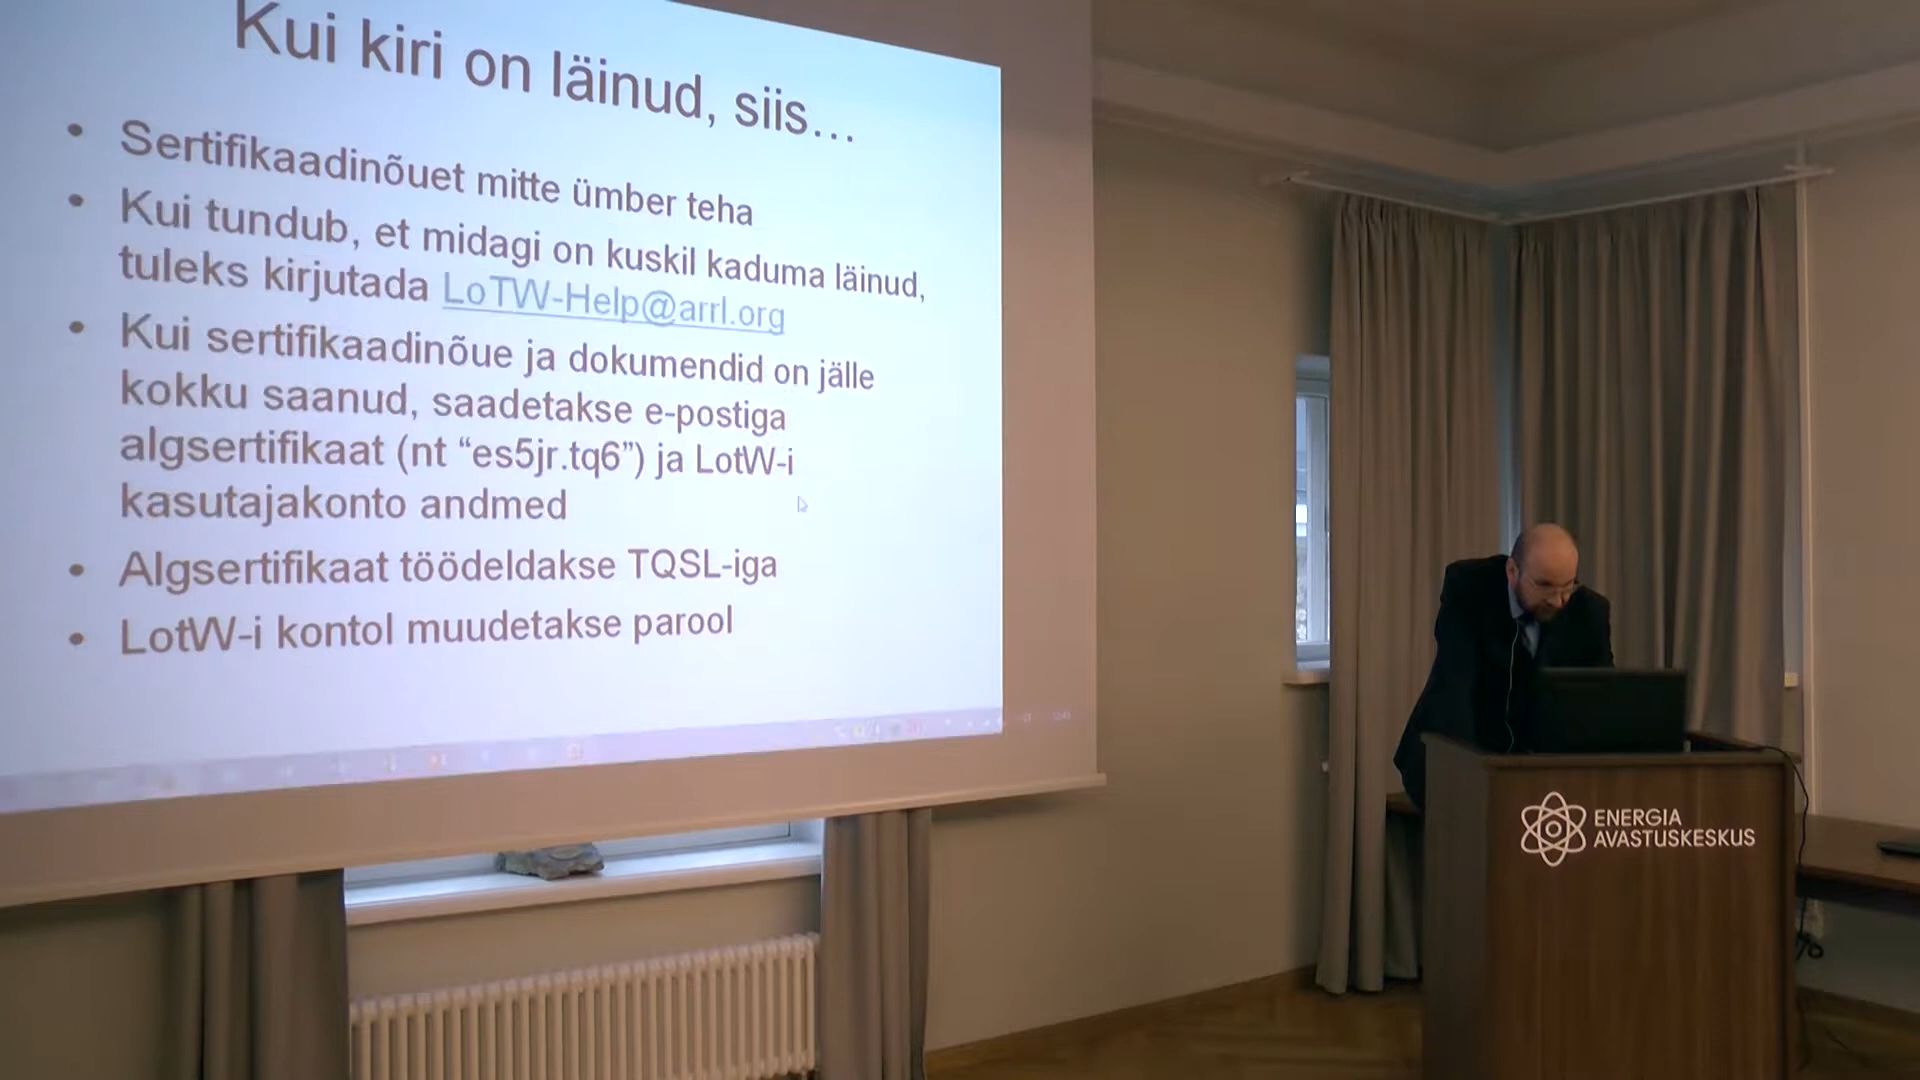 Kui kiri on läinud, siis...
• Sertifikaadinõuet mitte ümber teha
• Kui tundub, et midagi on kuskil kaduma läinud,
tuleks kirjutada LoTW-Help@arrl.org
• Kui sertifikaadinõue ja dokumendid on jälle
kokku saanud, saadetakse e-postiga
algsertifikaat (nt “es5jr.tq6”) ja LotW-i
kasutajakonto andmed
• Algsertifikaat töödeldakse TQSL-iga
• LotW-i kontol muudetakse parool
ENERGIA
AVASTUSKESKUS